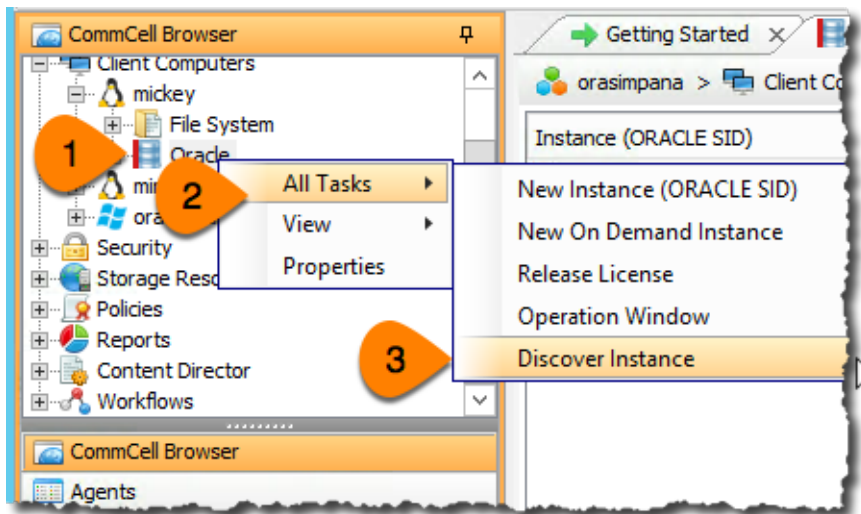 CommCell Browser
Client Computers
mickey
File System
Oracle
ora
Security
Storage
Policies
Reports
Content Director
Workflows
CommCell Browser
Agents
1
2
3
All Tasks
View
Properties
Getting Started
orasimpana > Client
Instance (ORACLE SID)
New Instance (ORACLE SID)
New On Demand Instance
Release License
Operation Window
Discover Instance